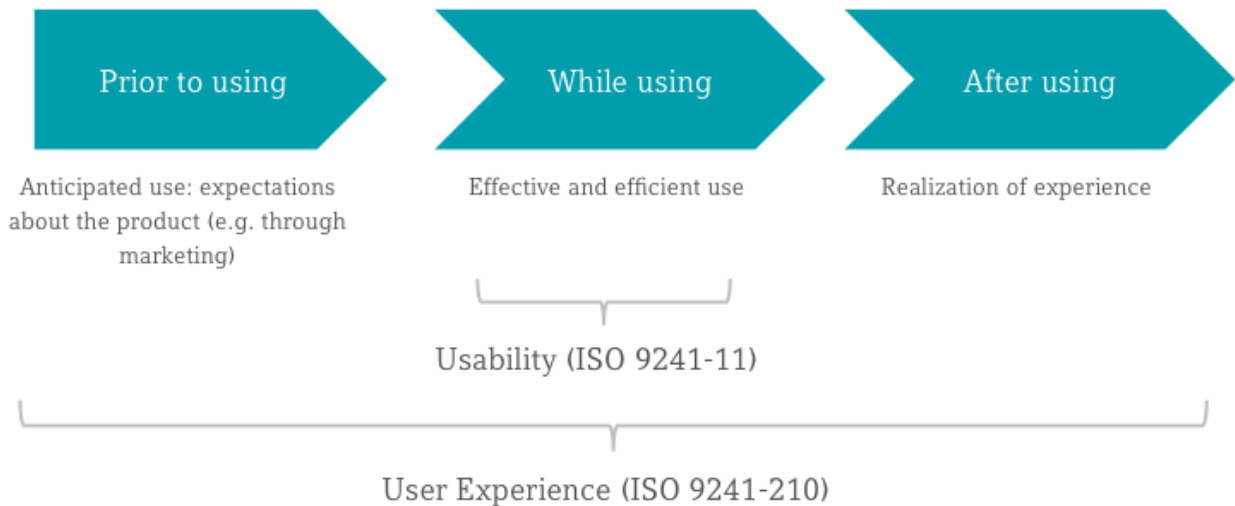 Prior to using
While using
After using
Anticipated use: expectations
about the product (e.g. through
marketing)
Effective and efficient use
Realization of experience
Usability (ISO 9241-11)
User Experience (ISO 9241-210)